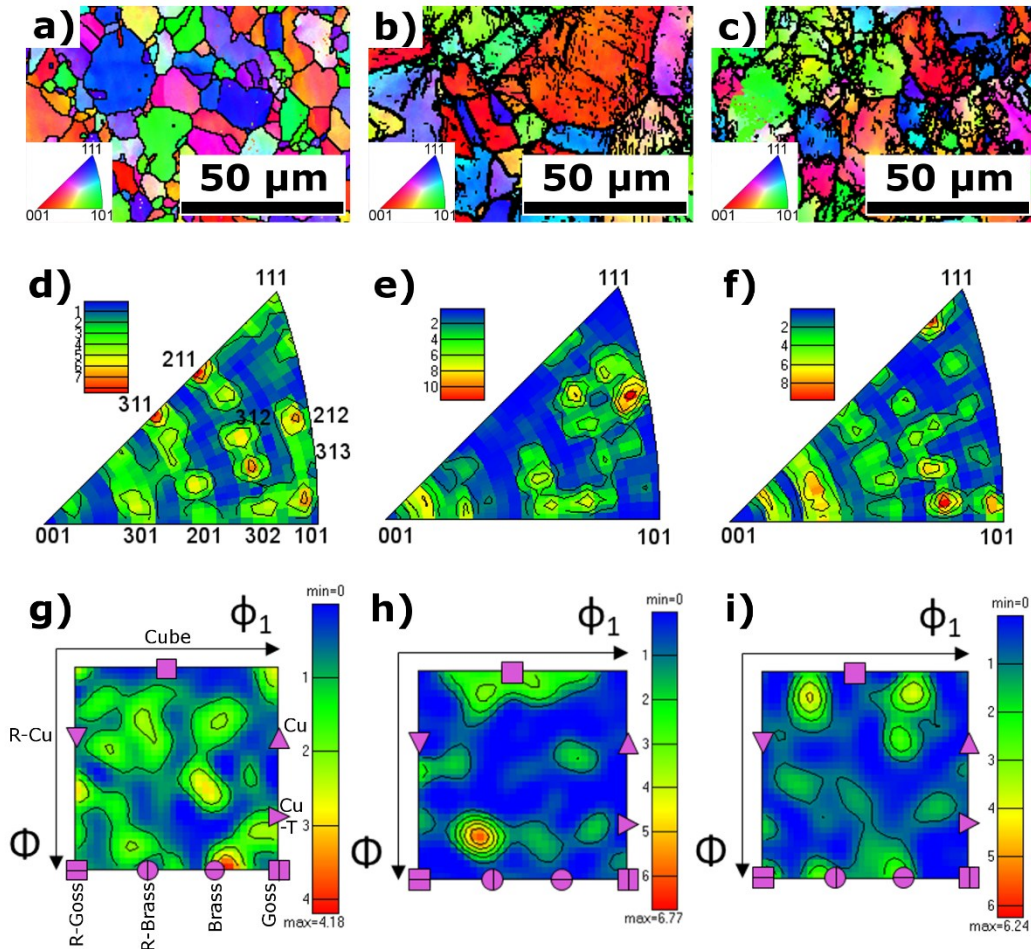 a)
111
001
101
50 µm
b)
111
001
101
50 µm
c)
111
001
101
50 µm
d)
1
2
3
4
5
6
7
111
211
311
312
212
313
001
301
201
302
101
e)
2
4
6
8
10
111
001
101
f)
2
4
6
8
111
001
101
g)
ϕ1
Cube
Φ
R-Cu
Cu
Cu
-T
R-Goss
R-Brass
Brass
Goss
min=0
1
2
3
4
max=4.18
h)
ϕ1
Φ
min=0
1
2
3
4
5
6
max=6.77
i)
ϕ1
Φ
min=0
1
2
3
4
5
6
max=6.24